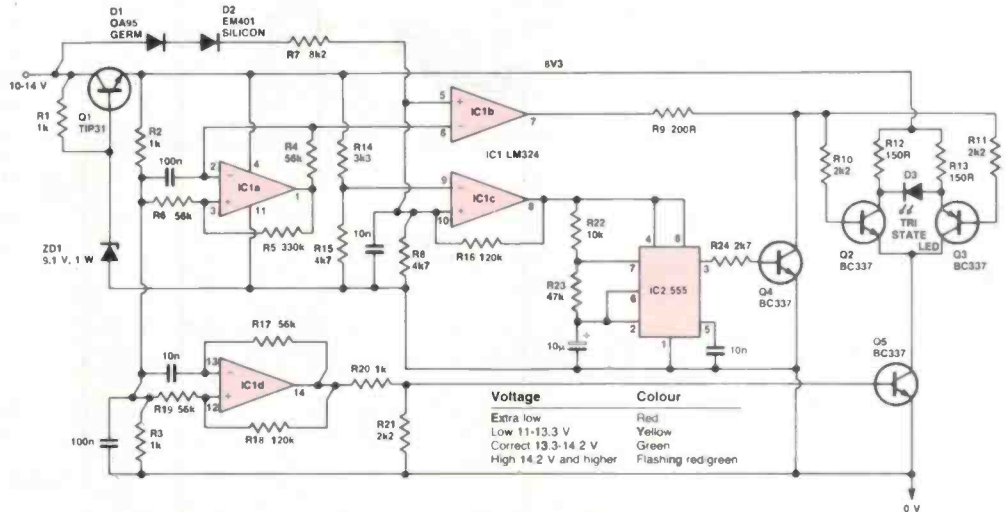 D1
OA95
GERM
D2
EM401
SILICON
R7 8k2
10-14 V
R1
1k
Q1
TIP31
ZD1
9.1 V, 1 W
8V3
R2
1k
100n
R6 56k
2
3
4
11
1
IC1a
R4
56k
R5 330k
R14
3k3
R15
4k7
10n
R8
4k7
5
6
7
IC1b
IC1 LM324
9
10
8
IC1c
R16 120k
R9 200R
R22
10k
R23
47k
10µ
+
4
8
7
6
2
3
5
1
IC2 555
10n
R24 2k7
Q4
BC337
R10
2k2
R12
150R
R13
150R
R11
2k2
D3
TRI
STATE
LED
Q2
BC337
Q3
BC337
Q5
BC337
R17 56k
10n
13
12
14
IC1d
R19 56k
R18 120k
100n
R3
1k
R20 1k
R21
2k2
Voltage Colour
Extra low Red
Low 11-13.3 V Yellow
Correct 13.3-14.2 V Green
High 14.2 V and higher Flashing red/green
0 V